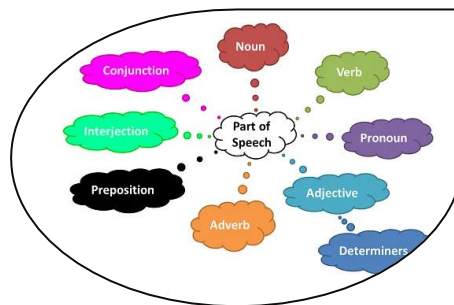 Noun
Conjunction
Verb
Interjection
Part of
Speech
Pronoun
Preposition
Adjective
Adverb
Determiners